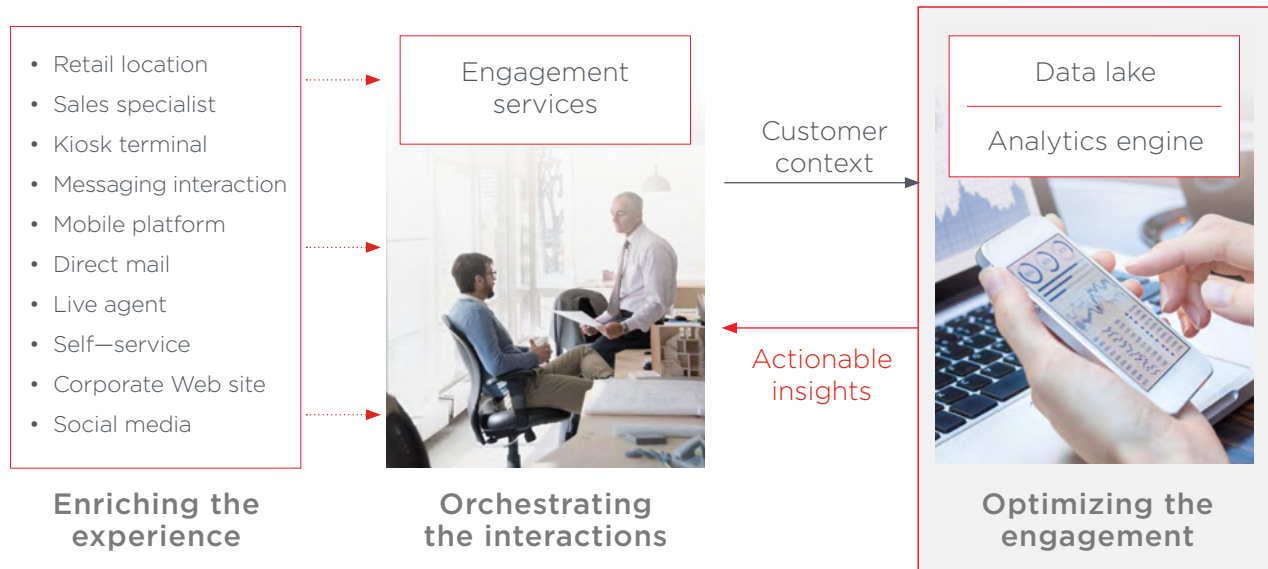 • Retail location
• Sales specialist
• Kiosk terminal
• Messaging interaction
• Mobile platform
• Direct mail
• Live agent
• Self—service
• Corporate Web site
• Social media
Enriching the
experience
Engagement
services
Orchestrating
the interactions
Customer
context
Actionable
insights
Data lake
Analytics engine
Optimizing the
engagement